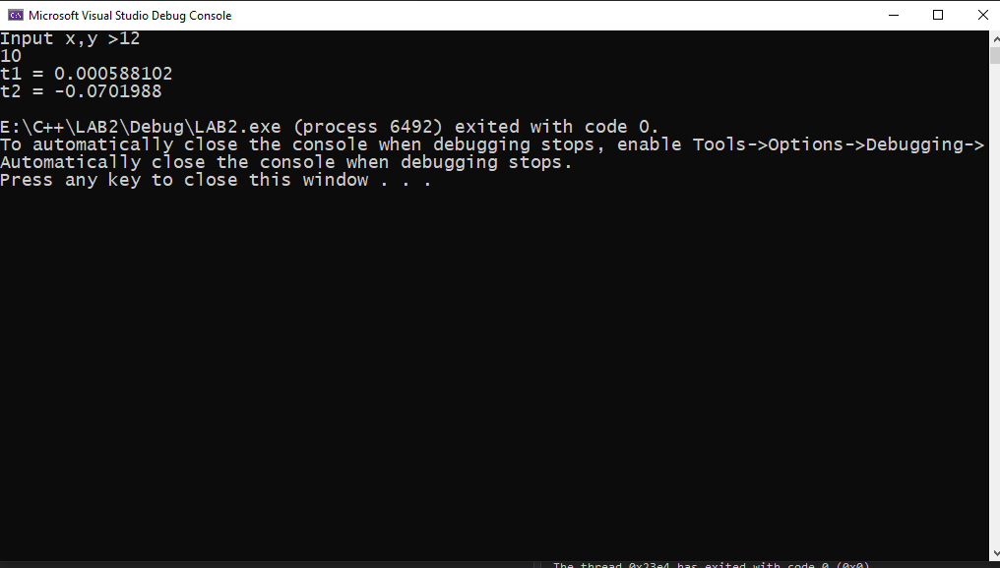 Microsoft Visual Studio Debug Console
Input x,y >12
10
t1 = 0.000588102
t2 = -0.0701988
E:\C++\LAB2\Debug\LAB2.exe (process 6492) exited with code 0.
To automatically close the console when debugging stops, enable Tools->Options->Debugging->
Automatically close the console when debugging stops.
Press any key to close this window . . .
The thread 0x23e4 has exited with code 0 (0x0)